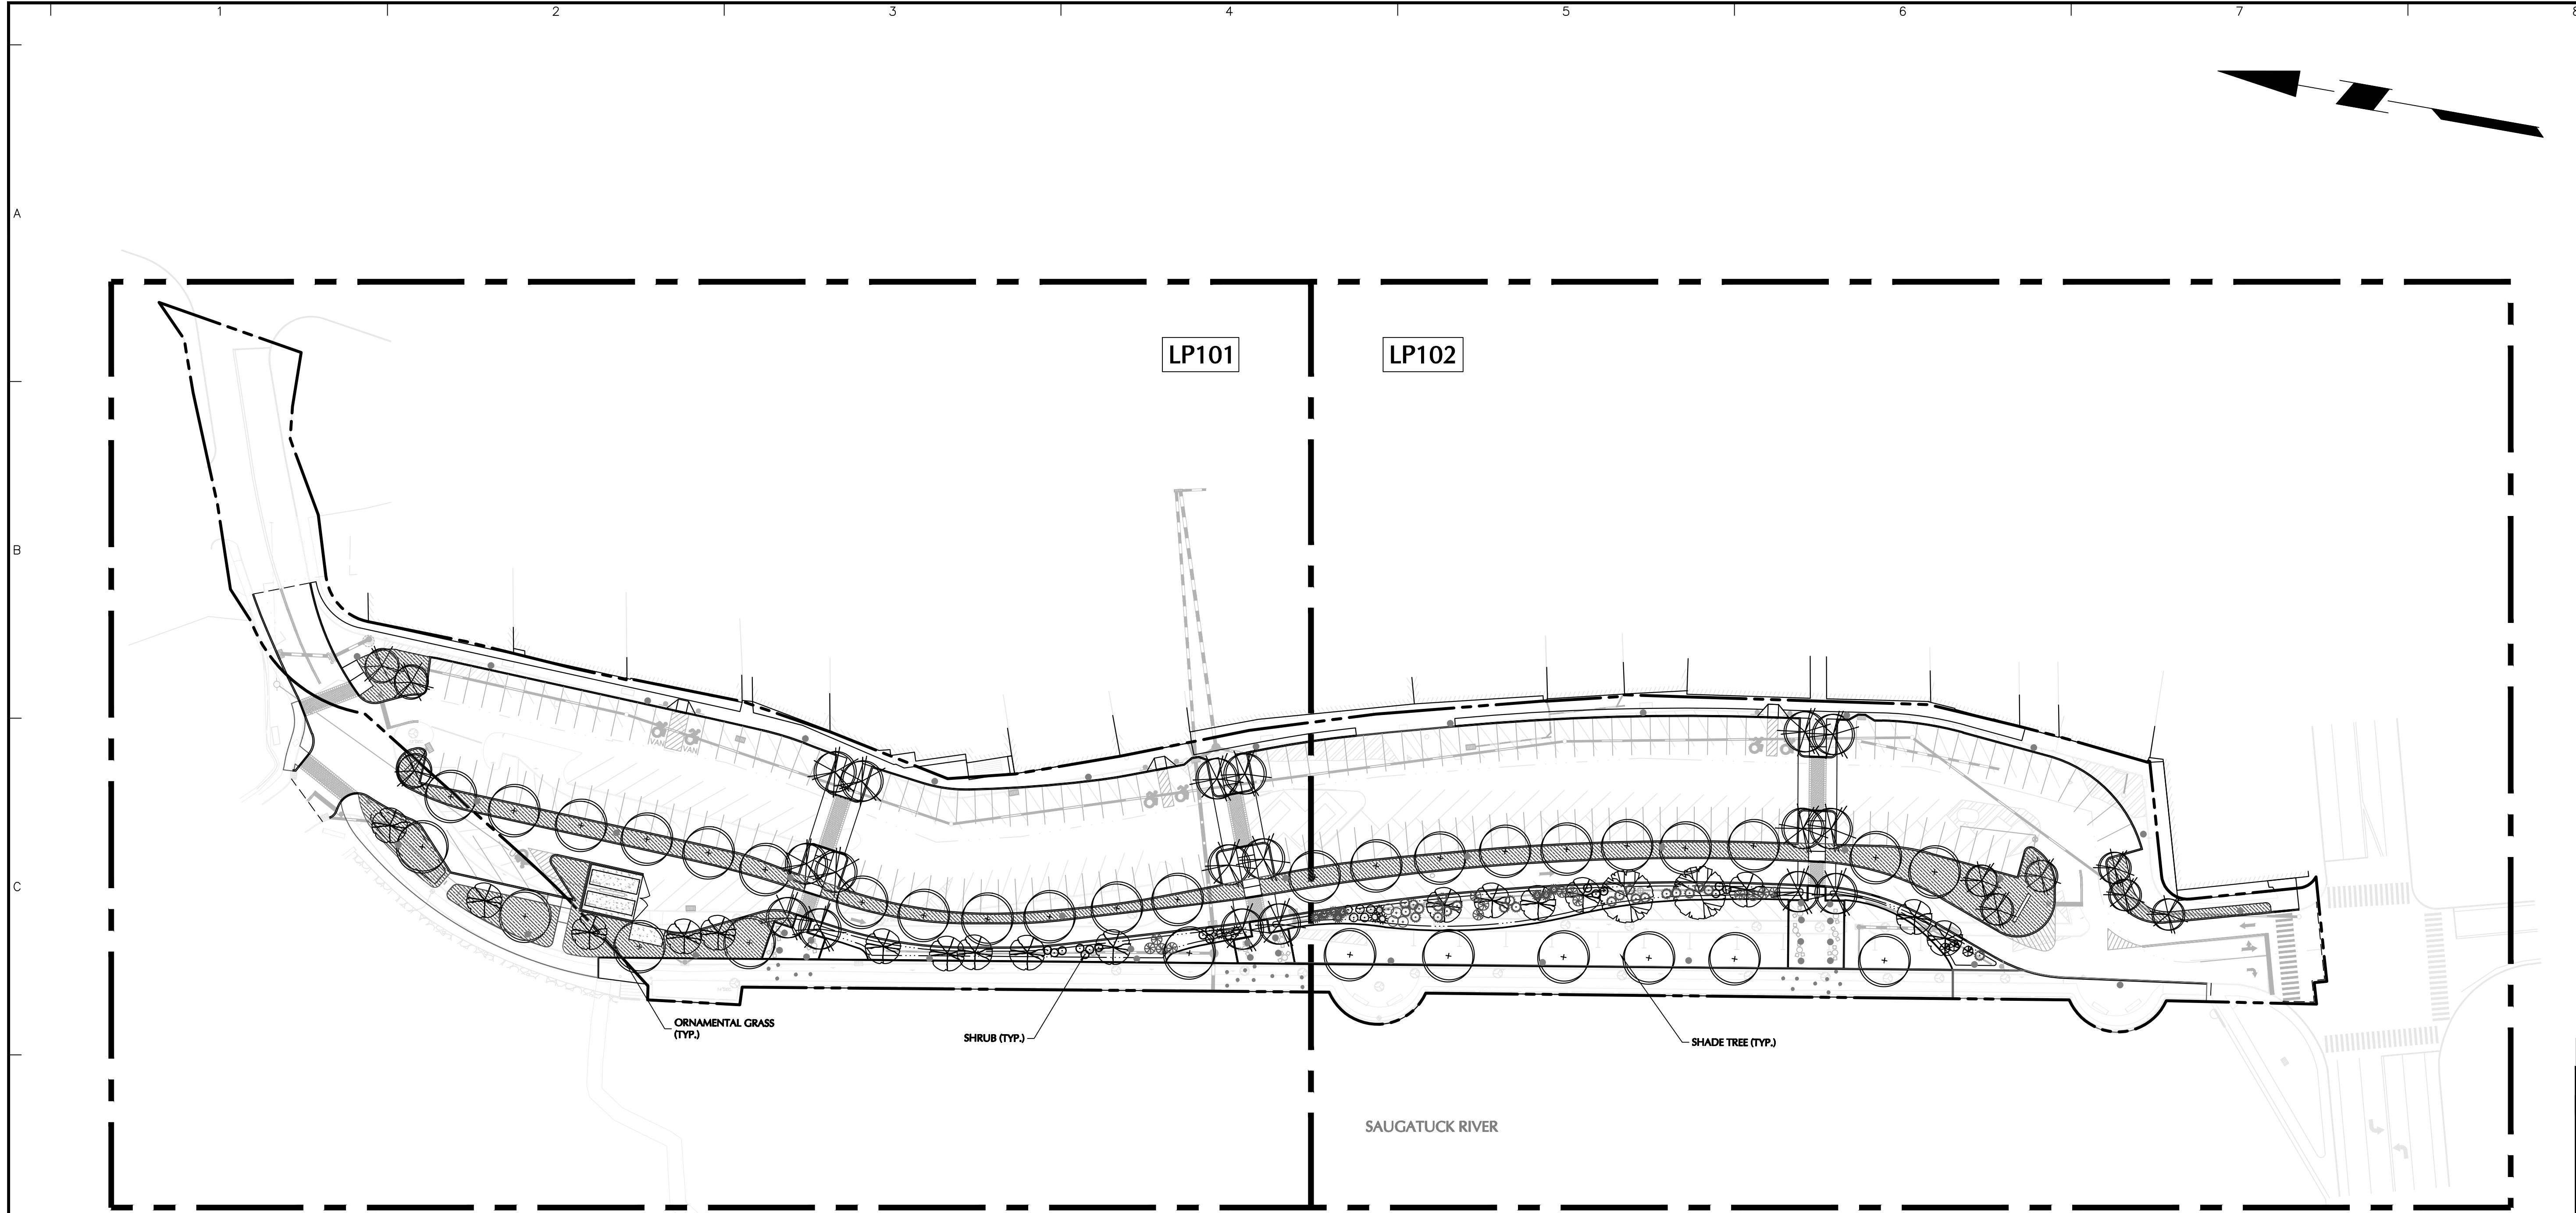 1 2 3 4 5 6 7 8
A
LP101 LP102
B
VAN VAN
C
ORNAMENTAL GRASS
(TYP.)
SHRUB (TYP.)
SHADE TREE (TYP.)
SAUGATUCK RIVER